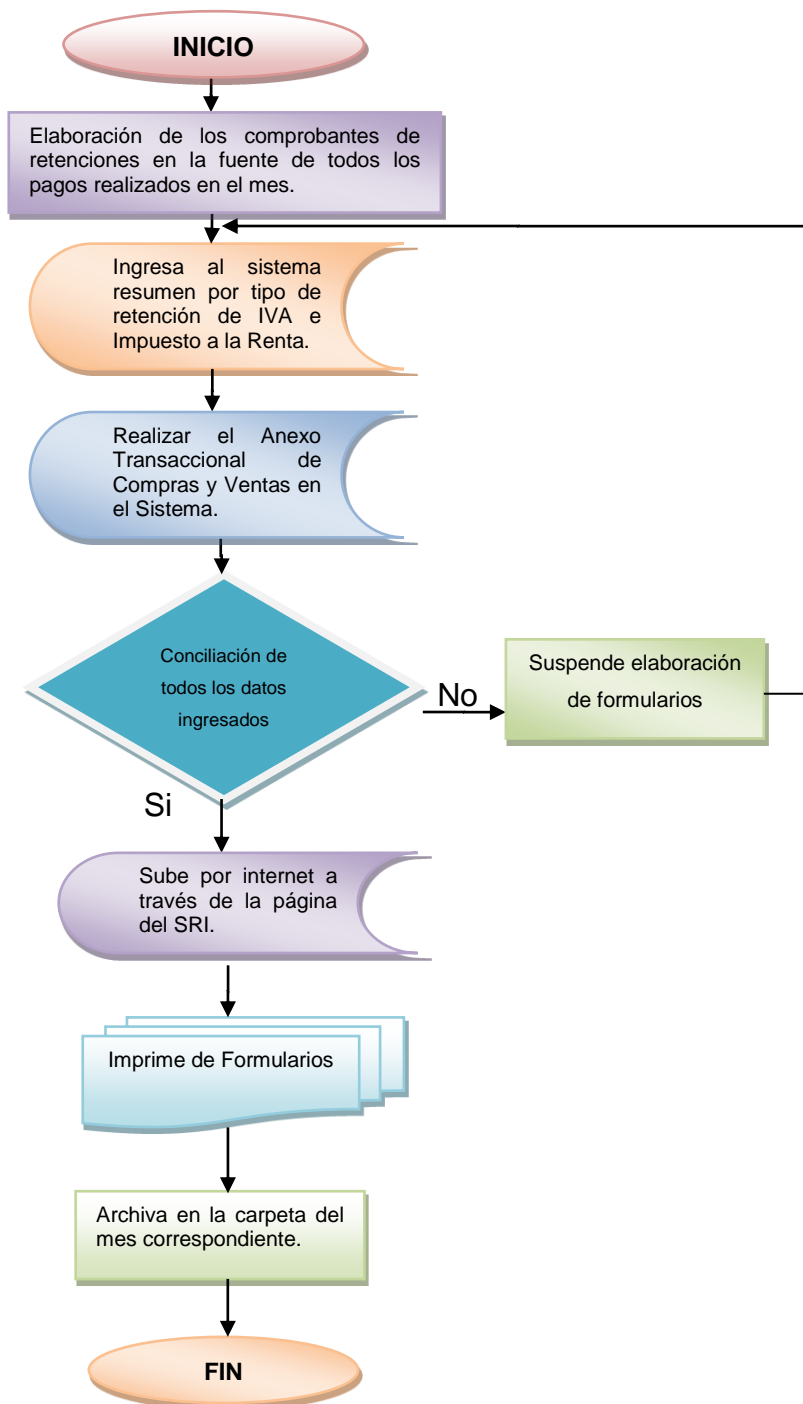 INICIO
Elaboración de los comprobantes de
retenciones en la fuente de todos los
pagos realizados en el mes.
Ingresa al sistema
resumen por tipo de
retención de IVA e
Impuesto a la Renta.
Realizar el Anexo
Transaccional de
Compras y Ventas en
el Sistema.
Conciliación de
todos los datos
ingresados
No
Suspende elaboración
de formularios
Si
Sube por internet a
través de la página
del SRI.
Imprime de Formularios
Archiva en la carpeta del
mes correspondiente.
FIN